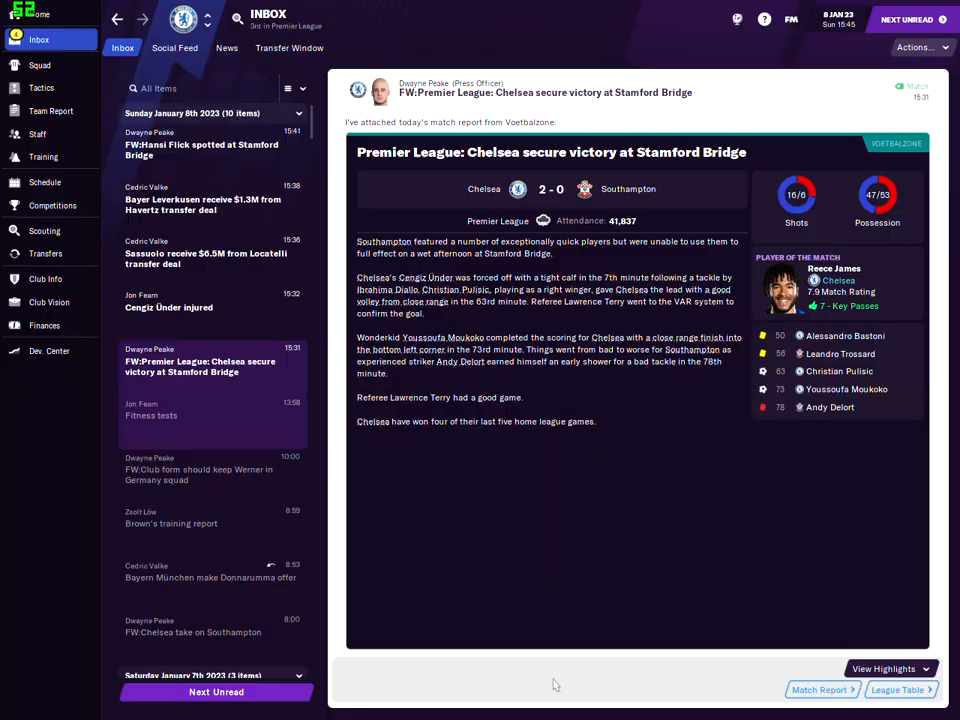 52
ome
INBOX
3rd in Premier League
FM
8 JAN 23
Sun 15:45
NEXT UNREAD
4
Inbox
Squad
Tactics
Team Report
Staff
Training
Schedule
Competitions
Scouting
Transfers
Club Info
Club Vision
Finances
Dev. Center
Inbox
Social Feed
News
Transfer Window
Actions...
All Items
Sunday January 8th 2023 (10 items)
Dwayne Peake 15:41
FW:Hansi Flick spotted at Stamford
Bridge
Cedric Valke 15:38
Bayer Leverkusen receive $1.3M from
Havertz transfer deal
Cedric Valke 15:36
Sassuolo receive $6.5M from Locatelli
transfer deal
Jon Fearn 15:32
Cengiz Ünder injured
Dwayne Peake 15:31
FW:Premier League: Chelsea secure
victory at Stamford Bridge
Jon Fearn 13:58
Fitness tests
Dwayne Peake 10:00
FW:Club form should keep Werner in
Germany squad
Zsolt Löw 8:59
Brown's training report
Cedric Valke 8:53
Bayern München make Donnarumma offer
Dwayne Peake 8:00
FW:Chelsea take on Southampton
Saturday January 7th 2023 (3 items)
Next Unread
Dwayne Peake (Press Officer)
FW:Premier League: Chelsea secure victory at Stamford Bridge
Match
15:31
I've attached today's match report from Voetbalzone:
VOETBALZONE
Premier League: Chelsea secure victory at Stamford Bridge
Chelsea 2 - 0 Southampton
Premier League Attendance: 41,837
Southampton featured a number of exceptionally quick players but were unable to use them to
full effect on a wet afternoon at Stamford Bridge.
Chelsea's Cengiz Ünder was forced off with a tight calf in the 7th minute following a tackle by
Ibrahima Diallo. Christian Pulisic, playing as a right winger, gave Chelsea the lead with a good
volley from close range in the 63rd minute. Referee Lawrence Terry went to the VAR system to
confirm the goal.
Wonderkid Youssoufa Moukoko completed the scoring for Chelsea with a close range finish into
the bottom left corner in the 73rd minute. Things went from bad to worse for Southampton as
experienced striker Andy Delort earned himself an early shower for a bad tackle in the 78th
minute.
Referee Lawrence Terry had a good game.
Chelsea have won four of their last five home league games.
16/6
Shots
47/53
Possession
PLAYER OF THE MATCH
Reece James
Chelsea
7.9 Match Rating
7 - Key Passes
50 Alessandro Bastoni
56 Leandro Trossard
63 Christian Pulisic
73 Youssoufa Moukoko
78 Andy Delort
View Highlights
Match Report
League Table